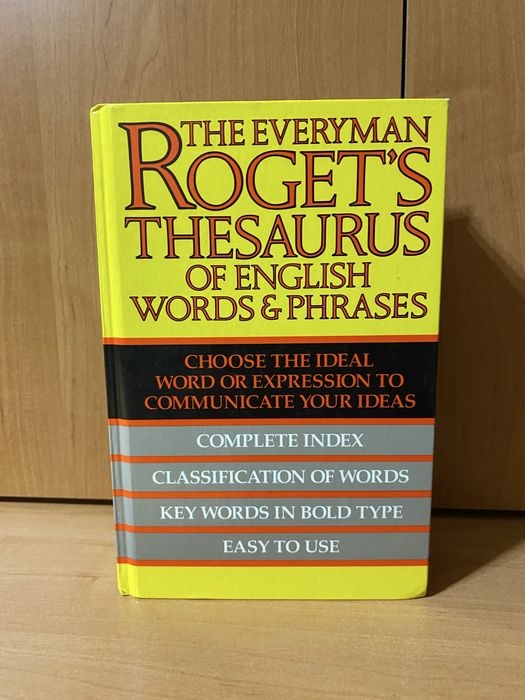 THE EVERYMAN
ROGET'S
THESAURUS
OF ENGLISH
WORDS & PHRASES
CHOOSE THE IDEAL
WORD OR EXPRESSION TO
COMMUNICATE YOUR IDEAS
COMPLETE INDEX
CLASSIFICATION OF WORDS
KEY WORDS IN BOLD TYPE
EASY TO USE